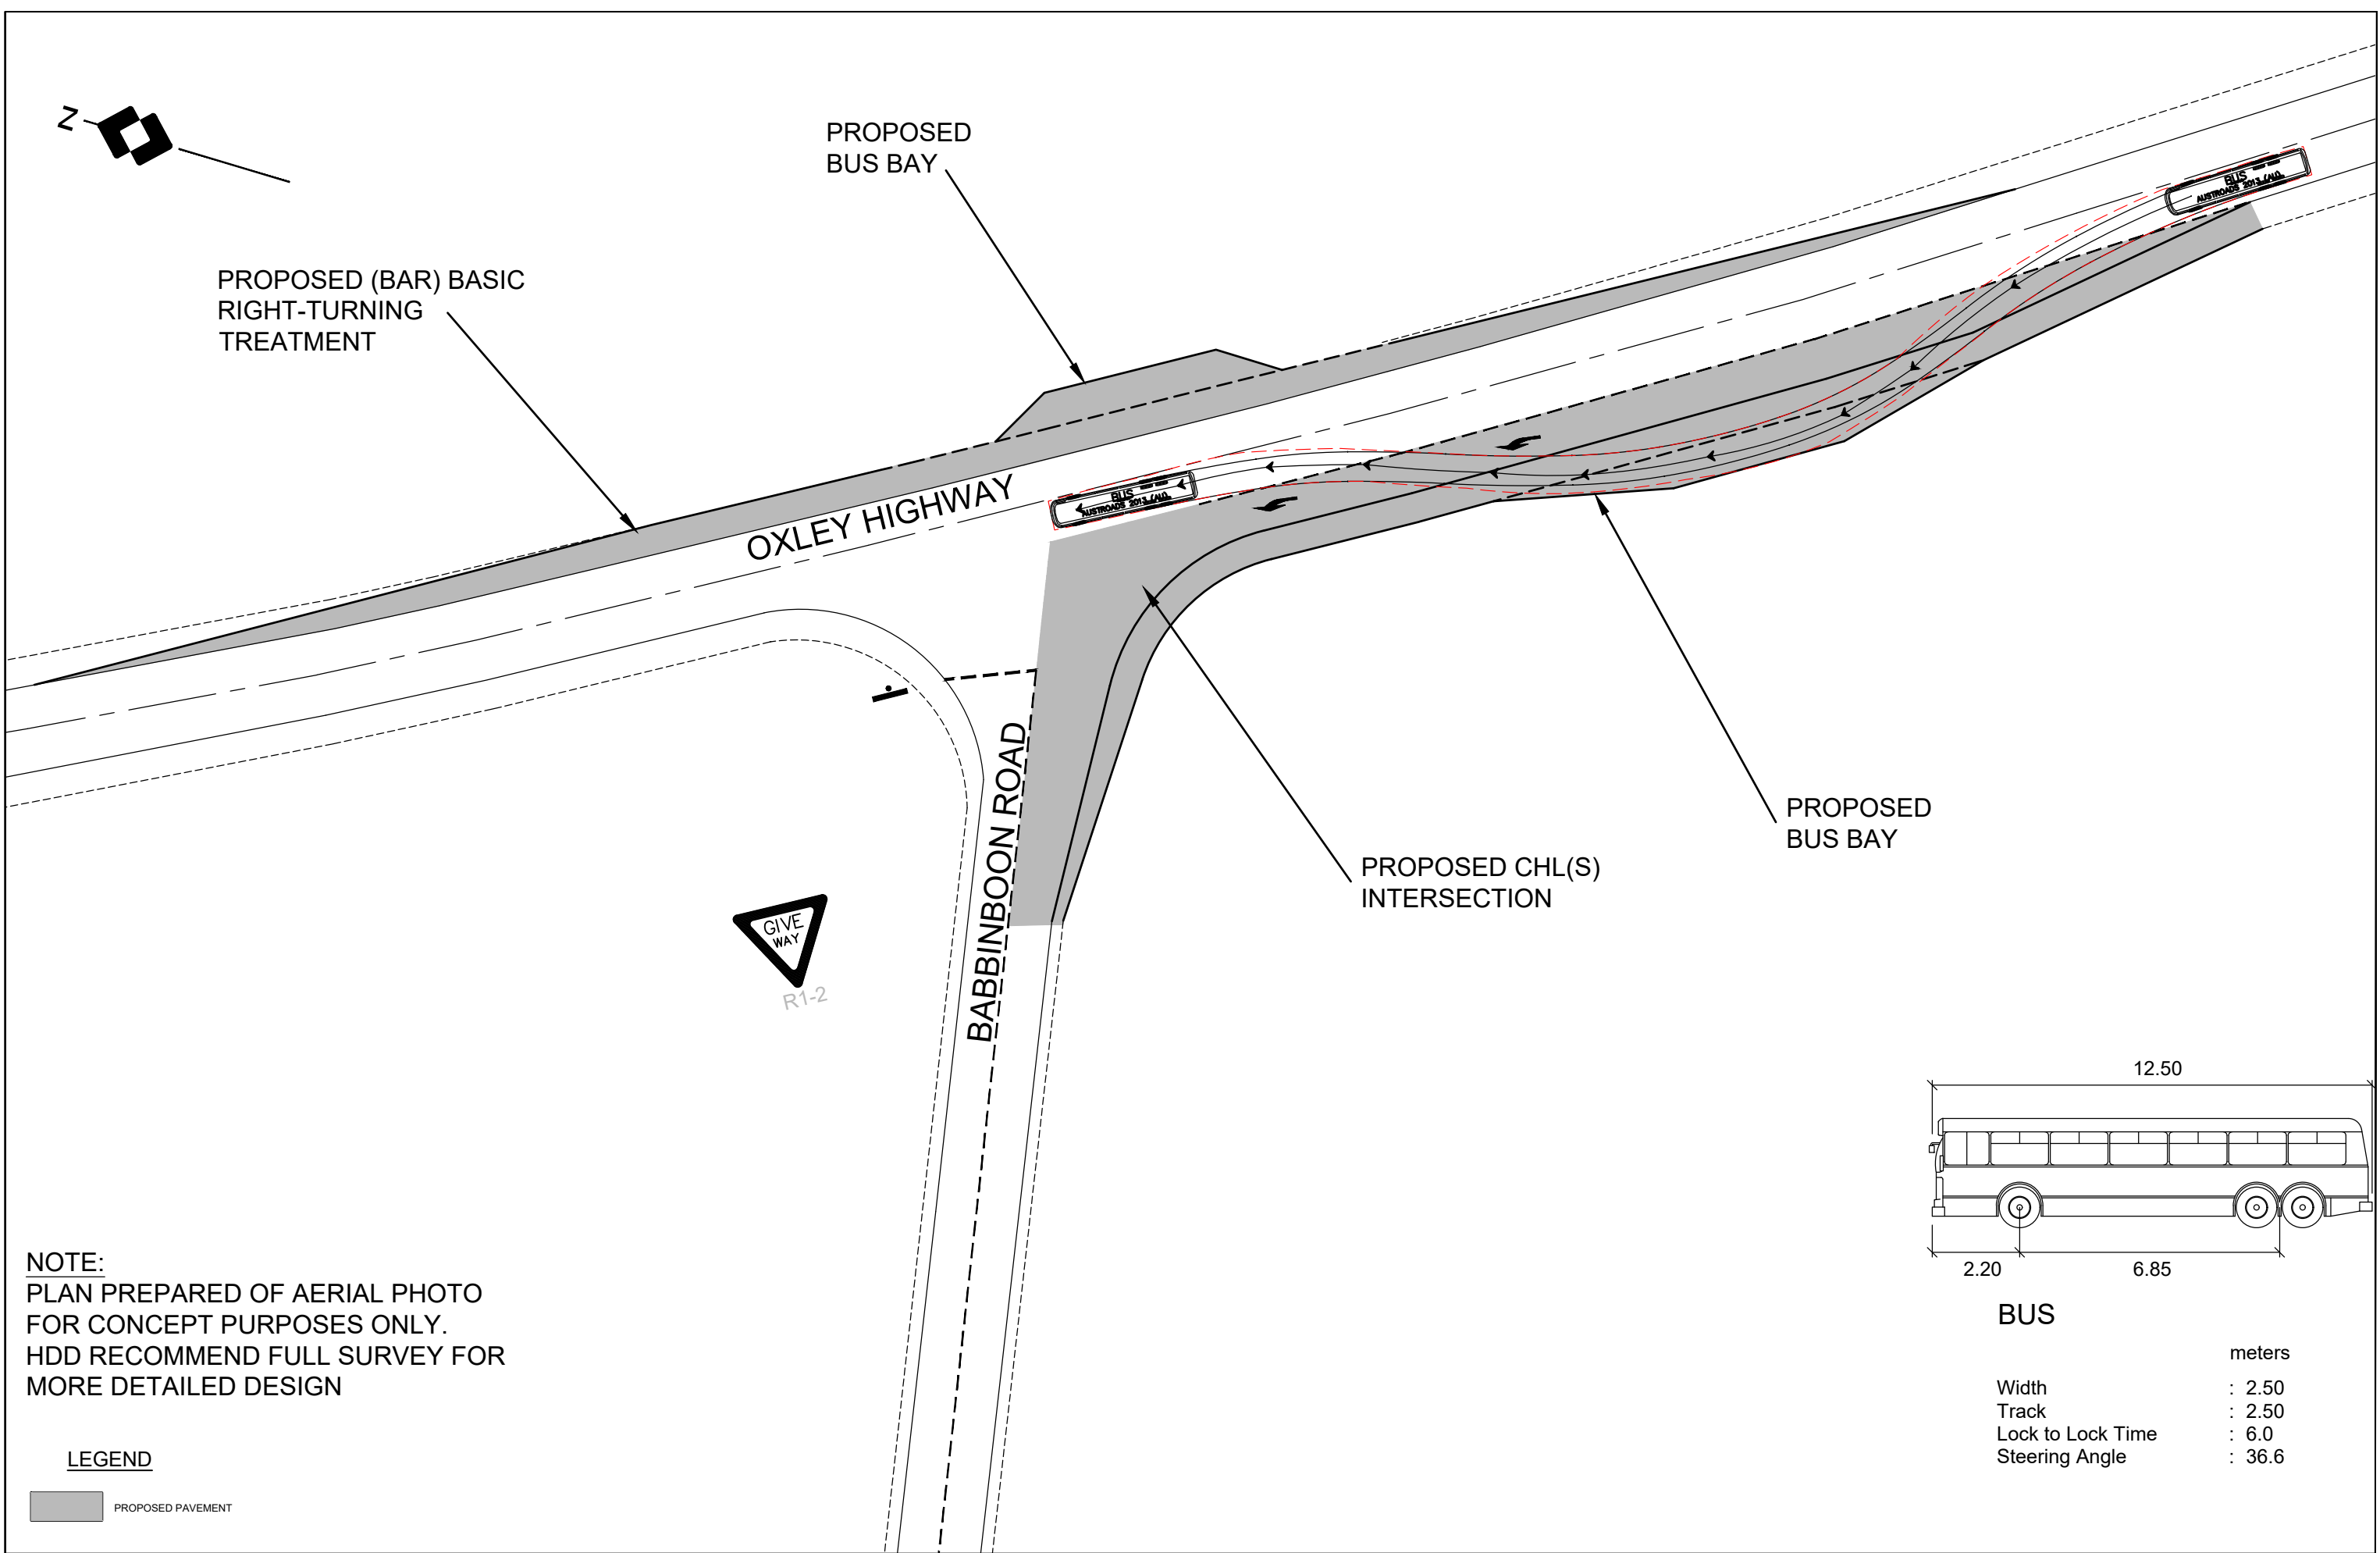 N
PROPOSED
BUS BAY
PROPOSED (BAR) BASIC
RIGHT-TURNING
TREATMENT
BUS
AUSTROADS 2013 (AU)
OXLEY HIGHWAY
BUS
AUSTROADS 2013 (AU)
BABBINBOON ROAD
PROPOSED
BUS BAY
PROPOSED CHL(S)
INTERSECTION
GIVE
WAY
R1-2
12.50
2.20
6.85
BUS
meters
Width : 2.50
Track : 2.50
Lock to Lock Time : 6.0
Steering Angle : 36.6
NOTE:
PLAN PREPARED OF AERIAL PHOTO
FOR CONCEPT PURPOSES ONLY.
HDD RECOMMEND FULL SURVEY FOR
MORE DETAILED DESIGN
LEGEND
PROPOSED PAVEMENT